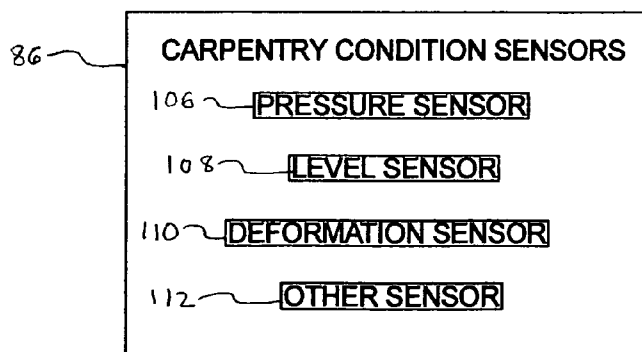 86 CARPENTRY CONDITION SENSORS
106 PRESSURE SENSOR
108 LEVEL SENSOR
110 DEFORMATION SENSOR
112 OTHER SENSOR